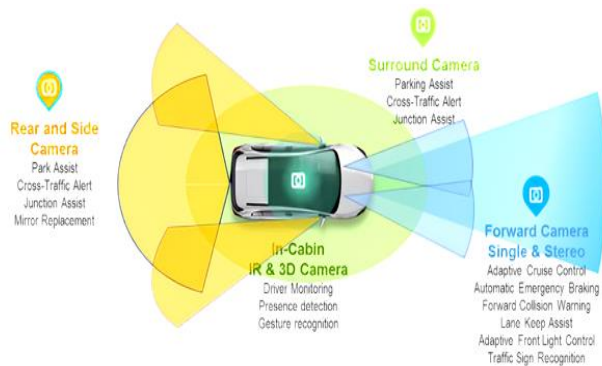 Surround Camera
Parking Assist
Cross-Traffic Alert
Junction Assist
Rear and Side
Camera
Park Assist
Cross-Traffic Alert
Junction Assist
Mirror Replacement
In-Cabin
IR & 3D Camera
Driver Monitoring
Presence detection
Gesture recognition
Forward Camera
Single & Stereo
Adaptive Cruise Control
Automatic Emergency Braking
Forward Collision Warning
Lane Keep Assist
Adaptive Front Light Control
Traffic Sign Recognition